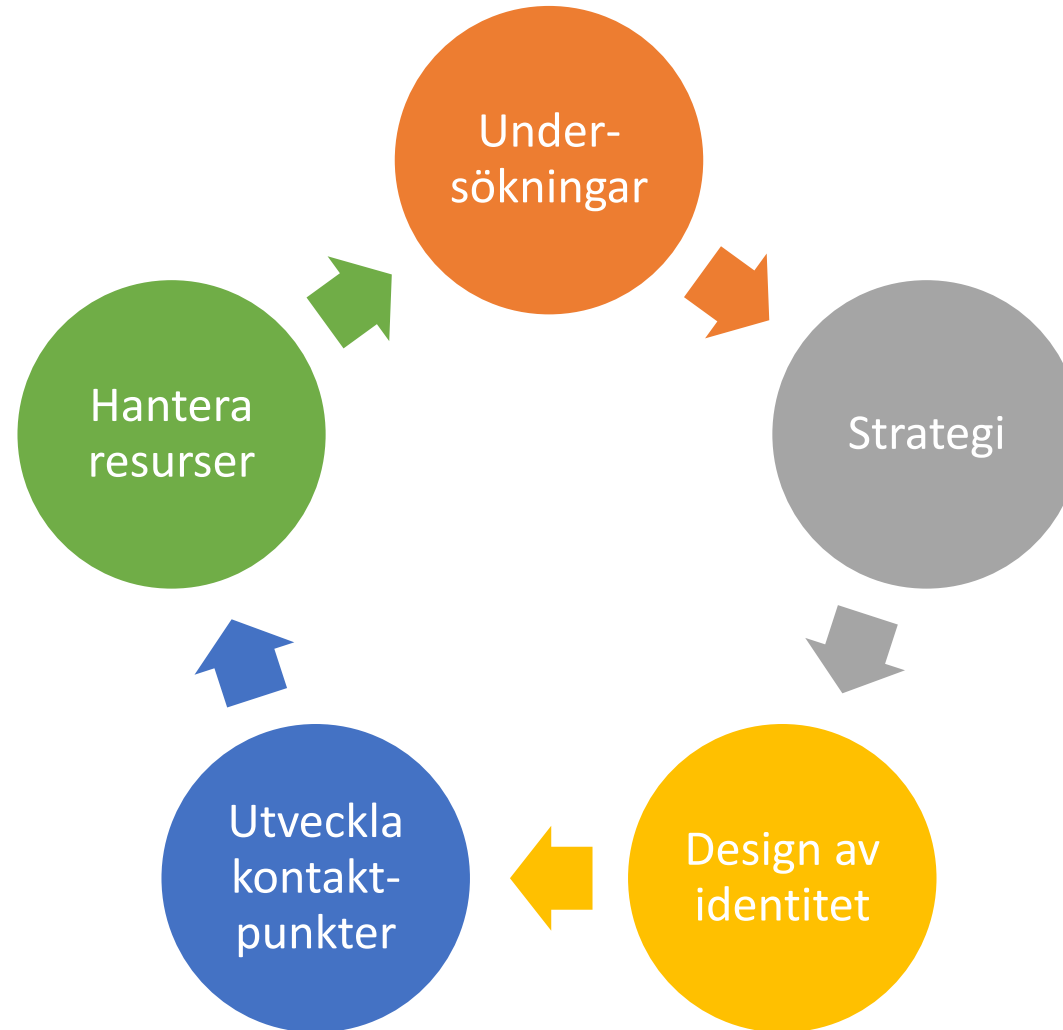 Under-
sökningar
Strategi
Design av
identitet
Utveckla
kontakt-
punkter
Hantera
resurser